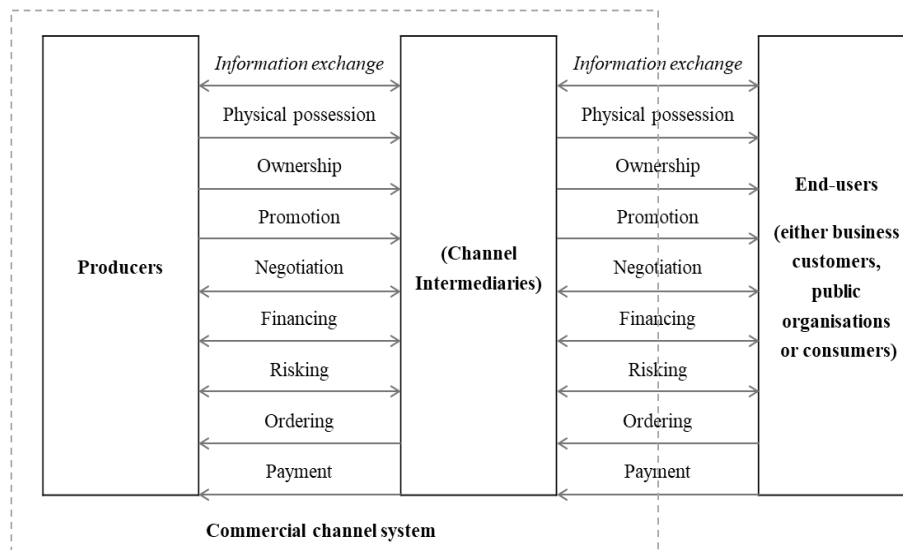 Information exchange
Information exchange
Physical possession
Physical possession
Ownership
Ownership
End-users
Promotion
Promotion
(either business
customers,
public
organisations
or consumers)
Producers
(Channel
Intermediaries)
Negotiation
Negotiation
Financing
Financing
Risking
Risking
Ordering
Ordering
Payment
Payment
Commercial channel system